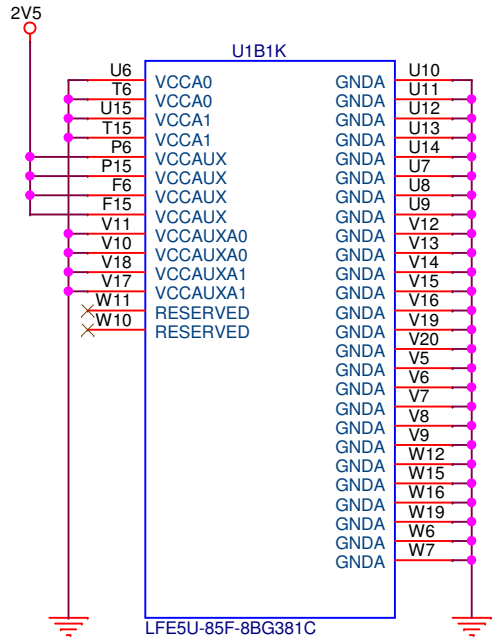 2V5
U1B1K
U6 VCCA0 GNDA U10
T6 VCCA0 GNDA U11
U15 VCCA1 GNDA U12
T15 VCCA1 GNDA U13
P6 VCCAUX GNDA U14
P15 VCCAUX GNDA U7
F6 VCCAUX GNDA U8
F15 VCCAUX GNDA U9
V11 VCCAUXA0 GNDA V12
V10 VCCAUXA0 GNDA V13
V18 VCCAUXA1 GNDA V14
V17 VCCAUXA1 GNDA V15
W11 RESERVED GNDA V16
W10 RESERVED GNDA V19
GNDA V20
GNDA V5
GNDA V6
GNDA V7
GNDA V8
GNDA V9
GNDA W12
GNDA W15
GNDA W16
GNDA W19
GNDA W6
GNDA W7
LFE5U-85F-8BG381C